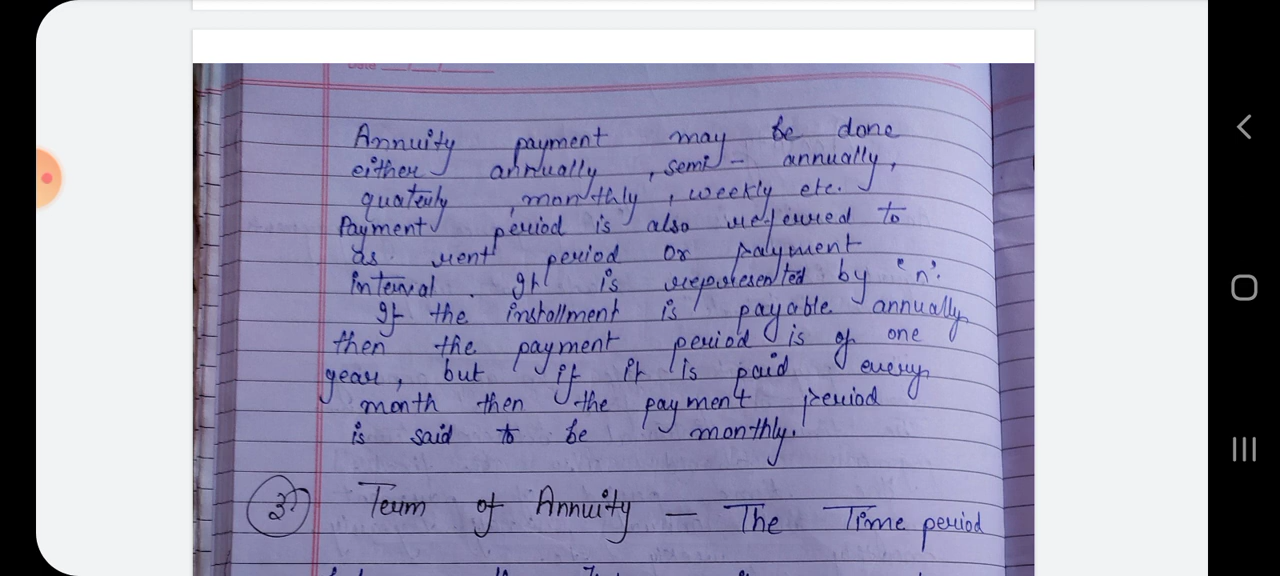 Date
Annuity payment may be done
either annually, semi - annually,
quaterly, monthly, weekly etc.
Payment period is also referred to
as rent period or payment
interval. It is represented by 'n'.
If the installment is payable annually
then the payment period is of one
year, but if it is paid every
month then the payment period
is said to be monthly.
3 Term of Annuity — The Time period